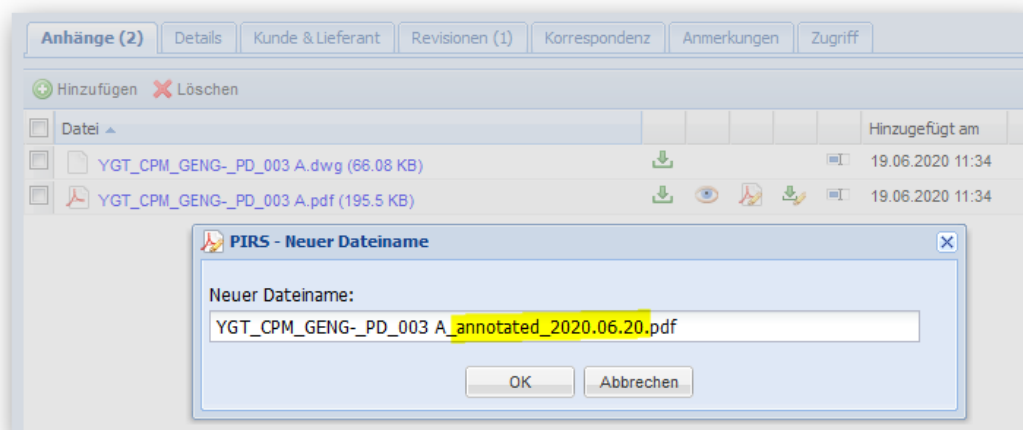 Anhänge (2) Details Kunde & Lieferant Revisionen (1) Korrespondenz Anmerkungen Zugriff
Hinzufügen Löschen
Datei Hinzugefügt am
YGT_CPM_GENG-_PD_003 A.dwg (66.08 KB) 19.06.2020 11:34
YGT_CPM_GENG-_PD_003 A.pdf (195.5 KB) 19.06.2020 11:34
PIRS - Neuer Dateiname
Neuer Dateiname:
YGT_CPM_GENG-_PD_003 A_annotated_2020.06.20.pdf
OK Abbrechen